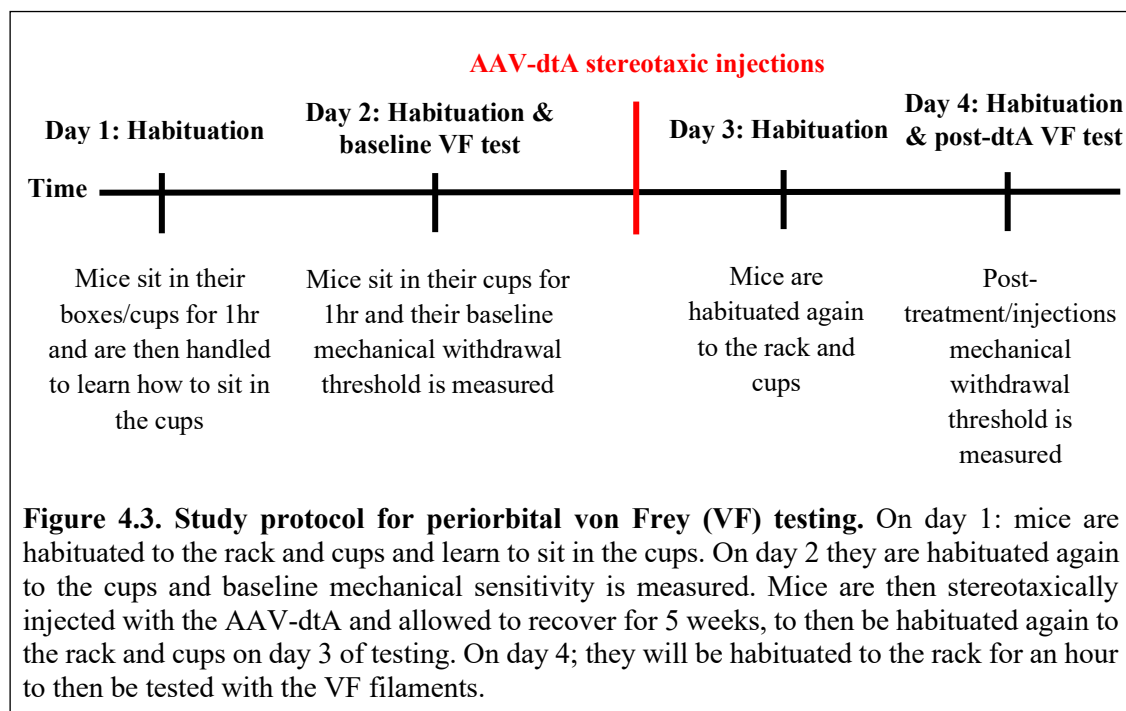 AAV-dtA stereotaxic injections
Day 1: Habituation
Day 2: Habituation &
baseline VF test
Day 3: Habituation
Day 4: Habituation
& post-dtA VF test
Time
Mice sit in their
boxes/cups for 1hr
and are then handled
to learn how to sit in
the cups
Mice sit in their cups for
1hr and their baseline
mechanical withdrawal
threshold is measured
Mice are
habituated again
to the rack and
cups
Post-
treatment/injections
mechanical
withdrawal
threshold is
measured
Figure 4.3. Study protocol for periorbital von Frey (VF) testing. On day 1: mice are
habituated to the rack and cups and learn to sit in the cups. On day 2 they are habituated again
to the cups and baseline mechanical sensitivity is measured. Mice are then stereotaxically
injected with the AAV-dtA and allowed to recover for 5 weeks, to then be habituated again to
the rack and cups on day 3 of testing. On day 4; they will be habituated to the rack for an hour
to then be tested with the VF filaments.